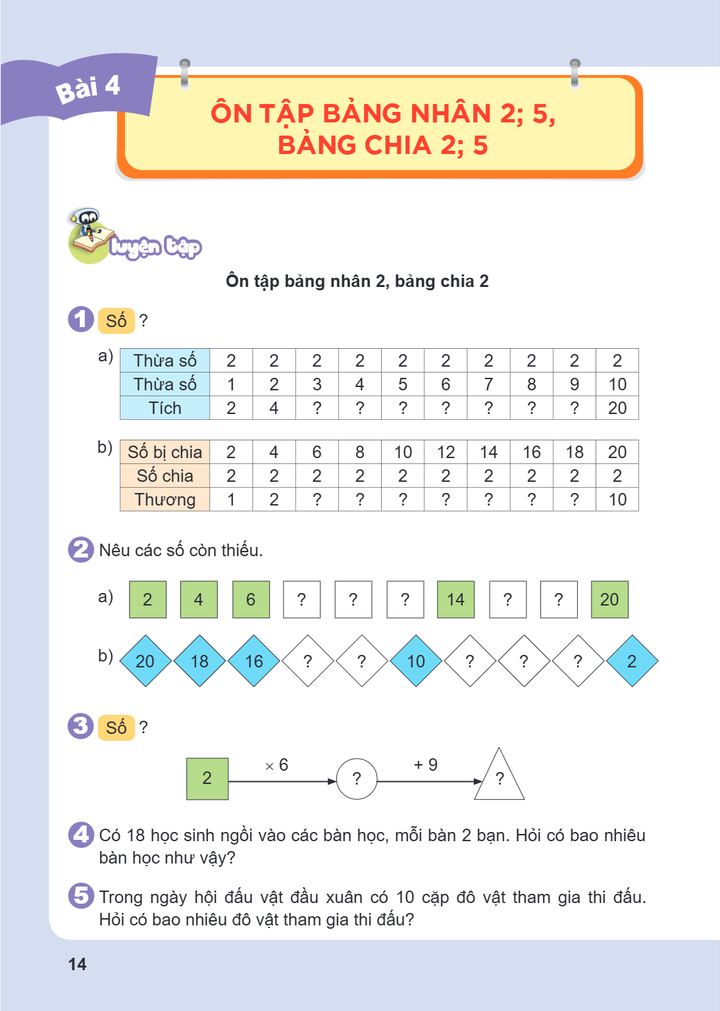 Bài 4
ÔN TẬP BẢNG NHÂN 2; 5,
BẢNG CHIA 2; 5
Luyện tập
Ôn tập bảng nhân 2, bảng chia 2
1 Số ?
a) Thừa số 2 2 2 2 2 2 2 2 2 2
Thừa số 1 2 3 4 5 6 7 8 9 10
Tích 2 4 ? ? ? ? ? ? ? 20
b) Số bị chia 2 4 6 8 10 12 14 16 18 20
Số chia 2 2 2 2 2 2 2 2 2 2
Thương 1 2 ? ? ? ? ? ? ? 10
2 Nêu các số còn thiếu.
a) 2 4 6 ? ? ? 14 ? ? 20
b) 20 18 16 ? ? 10 ? ? ? 2
3 Số ?
× 6 + 9
2 ? ?
4 Có 18 học sinh ngồi vào các bàn học, mỗi bàn 2 bạn. Hỏi có bao nhiêu
bàn học như vậy?
5 Trong ngày hội đấu vật đầu xuân có 10 cặp đô vật tham gia thi đấu.
Hỏi có bao nhiêu đô vật tham gia thi đấu?
14